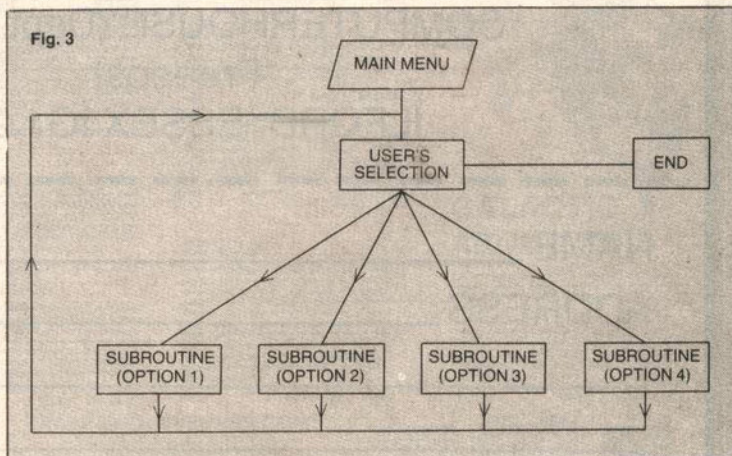 Fig. 3
MAIN MENU
USER'S
SELECTION
END
SUBROUTINE
(OPTION 1)
SUBROUTINE
(OPTION 2)
SUBROUTINE
(OPTION 3)
SUBROUTINE
(OPTION 4)